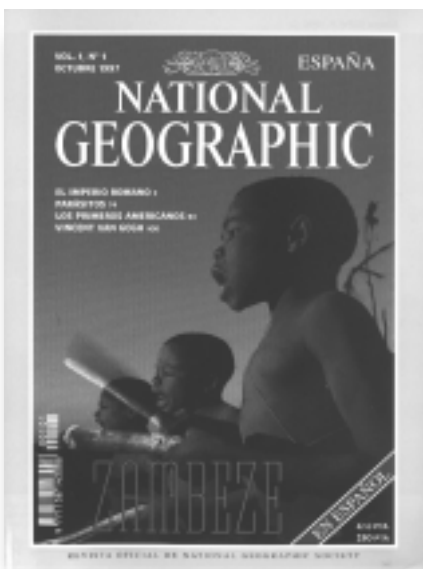 VOL. 1, Nº 1
OCTUBRE 1997
ESPAÑA
NATIONAL
GEOGRAPHIC
EL IMPERIO ROMANO
PARÁSITOS
LOS PRIMEROS AMERICANOS
VINCENT VAN GOGH
ZAMBEZE
EN ESPAÑOL
REVISTA OFICIAL DE NATIONAL GEOGRAPHIC SOCIETY